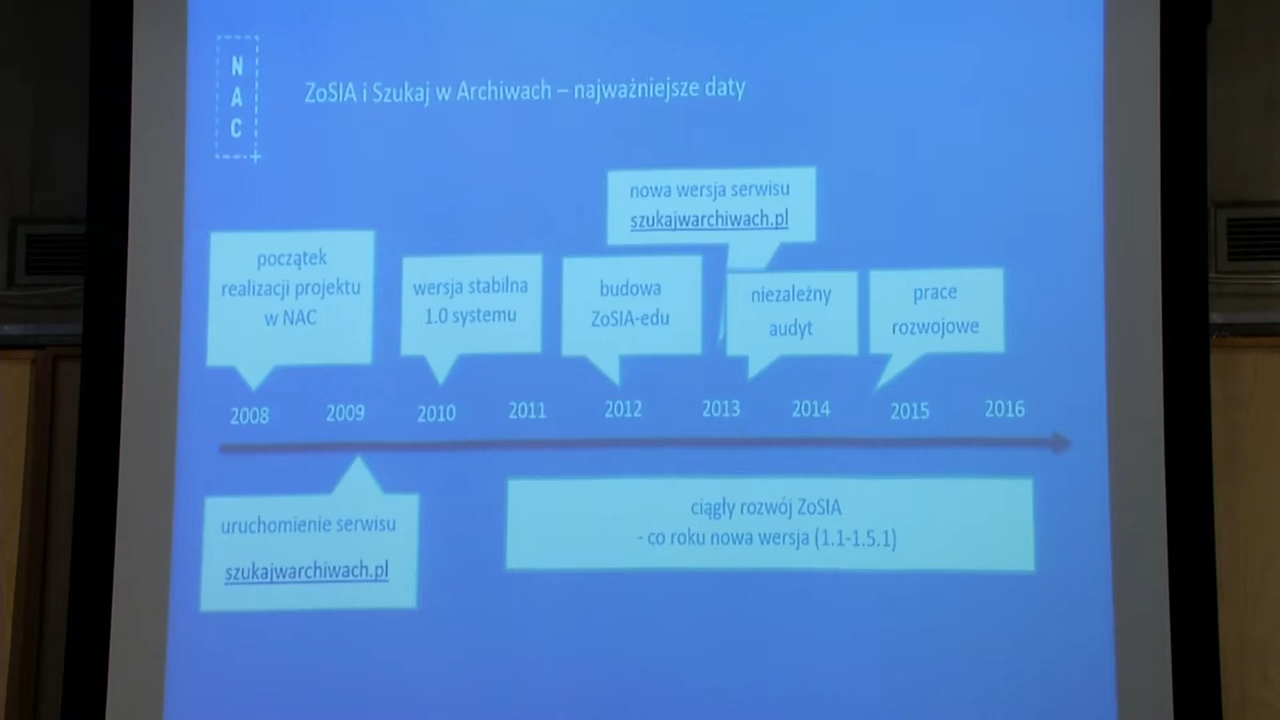 N
A
C
ZoSIA i Szukaj w Archiwach – najważniejsze daty
nowa wersja serwisu
szukajwarchiwach.pl
początek
realizacji projektu
w NAC
wersja stabilna
1.0 systemu
budowa
ZoSIA-edu
niezależny
audyt
prace
rozwojowe
2008 2009 2010 2011 2012 2013 2014 2015 2016
uruchomienie serwisu
szukajwarchiwach.pl
ciągły rozwój ZoSIA
- co roku nowa wersja (1.1-1.5.1)